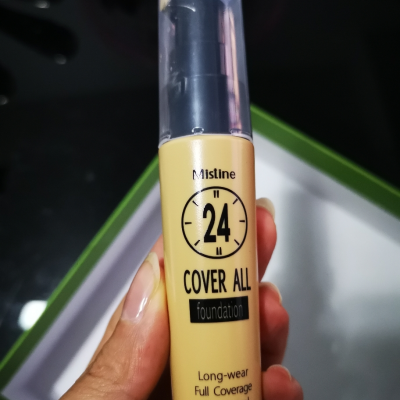 Mistine
24
COVER ALL
foundation
Long-wear
Full Coverage